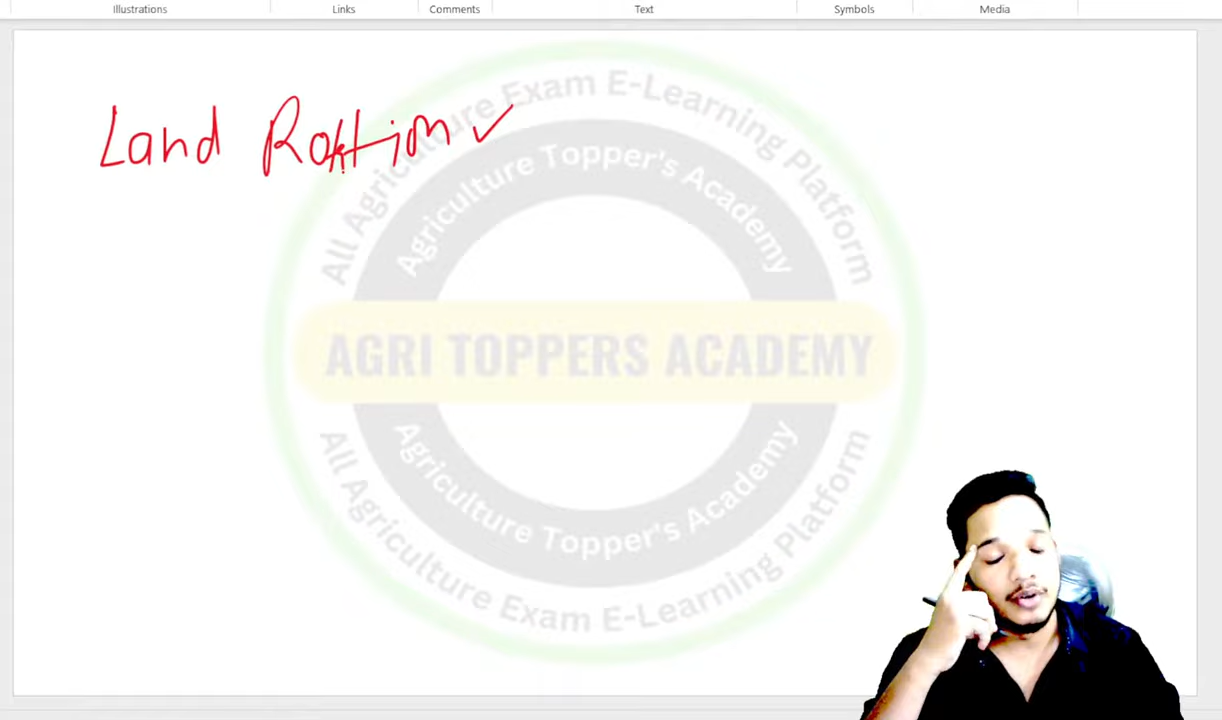 Illustrations Links Comments Text Symbols Media
Land Rottion ✓
All Agriculture Exam E-Learning Platform
Agriculture Topper's Academy
AGRI TOPPERS ACADEMY
Agriculture Topper's Academy
All Agriculture Exam E-Learning Platform